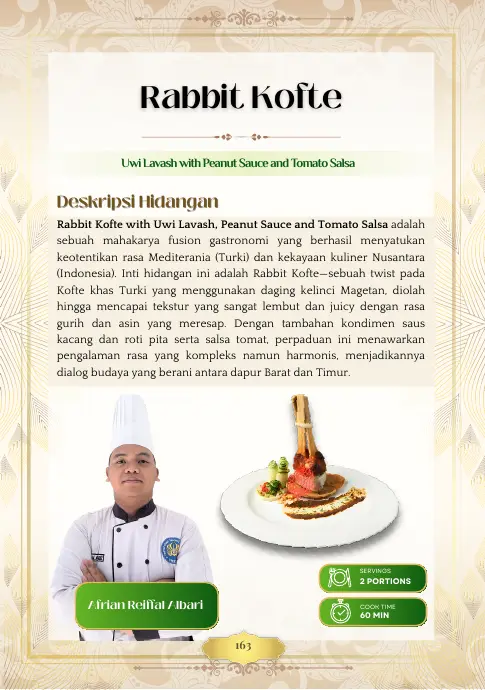 Rabbit Kofte
Uwi Lavash with Peanut Sauce and Tomato Salsa
Deskripsi Hidangan
Rabbit Kofte with Uwi Lavash, Peanut Sauce and Tomato Salsa adalah
sebuah mahakarya fusion gastronomi yang berhasil menyatukan
keotentikan rasa Mediterania (Turki) dan kekayaan kuliner Nusantara
(Indonesia). Inti hidangan ini adalah Rabbit Kofte—sebuah twist pada
Kofte khas Turki yang menggunakan daging kelinci Magetan, diolah
hingga mencapai tekstur yang sangat lembut dan juicy dengan rasa
gurih dan asin yang meresap. Dengan tambahan kondimen saus
kacang dan roti pita serta salsa tomat, perpaduan ini menawarkan
pengalaman rasa yang kompleks namun harmonis, menjadikannya
dialog budaya yang berani antara dapur Barat dan Timur.
SERVINGS
2 PORTIONS
Afrian Reiffal Albari
COOK TIME
60 MIN
163